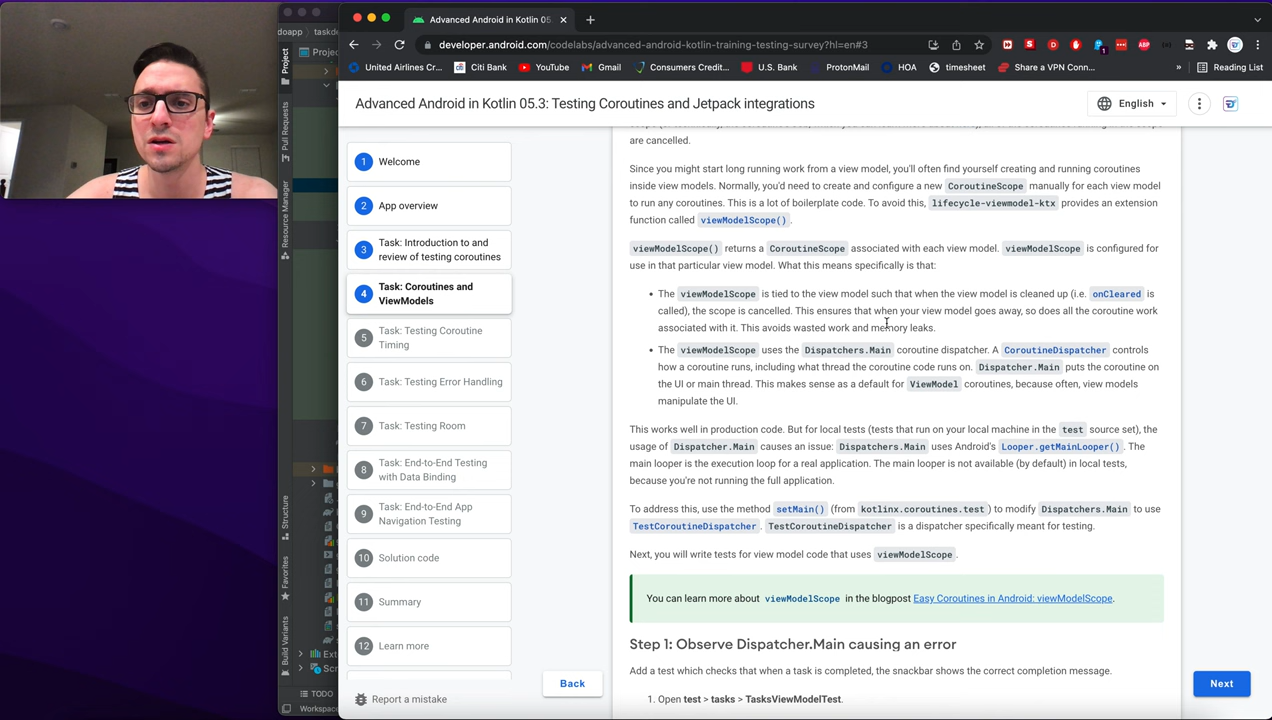 doapp
taskde
Project
Pull Requests
Resource Manager
Structure
Favorites
Build Variants
Ext
Scr
TODO
Workspac
Advanced Android in Kotlin 05.
developer.android.com/codelabs/advanced-android-kotlin-training-testing-survey?hl=en#3
United Airlines Cr...
Citi Bank
YouTube
Gmail
Consumers Credit...
U.S. Bank
ProtonMail
HOA
timesheet
Share a VPN Conn...
»
Reading List
Advanced Android in Kotlin 05.3: Testing Coroutines and Jetpack integrations
English
1 Welcome
2 App overview
3 Task: Introduction to and
review of testing coroutines
4 Task: Coroutines and
ViewModels
5 Task: Testing Coroutine
Timing
6 Task: Testing Error Handling
7 Task: Testing Room
8 Task: End-to-End Testing
with Data Binding
9 Task: End-to-End App
Navigation Testing
10 Solution code
11 Summary
12 Learn more
Report a mistake
are cancelled.
Since you might start long running work from a view model, you'll often find yourself creating and running coroutines
inside view models. Normally, you'd need to create and configure a new CoroutineScope manually for each view model
to run any coroutines. This is a lot of boilerplate code. To avoid this, lifecycle-viewmodel-ktx provides an extension
function called viewModelScope().
viewModelScope() returns a CoroutineScope associated with each view model. viewModelScope is configured for
use in that particular view model. What this means specifically is that:
• The viewModelScope is tied to the view model such that when the view model is cleaned up (i.e. onCleared is
called), the scope is cancelled. This ensures that when your view model goes away, so does all the coroutine work
associated with it. This avoids wasted work and memory leaks.
• The viewModelScope uses the Dispatchers.Main coroutine dispatcher. A CoroutineDispatcher controls
how a coroutine runs, including what thread the coroutine code runs on. Dispatcher.Main puts the coroutine on
the UI or main thread. This makes sense as a default for ViewModel coroutines, because often, view models
manipulate the UI.
This works well in production code. But for local tests (tests that run on your local machine in the test source set), the
usage of Dispatcher.Main causes an issue: Dispatchers.Main uses Android's Looper.getMainLooper(). The
main looper is the execution loop for a real application. The main looper is not available (by default) in local tests,
because you're not running the full application.
To address this, use the method setMain() (from kotlinx.coroutines.test) to modify Dispatchers.Main to use
TestCoroutineDispatcher. TestCoroutineDispatcher is a dispatcher specifically meant for testing.
Next, you will write tests for view model code that uses viewModelScope.
You can learn more about viewModelScope in the blogpost Easy Coroutines in Android: viewModelScope.
Step 1: Observe Dispatcher.Main causing an error
Add a test which checks that when a task is completed, the snackbar shows the correct completion message.
1. Open test > tasks > TasksViewModelTest.
Back
Next